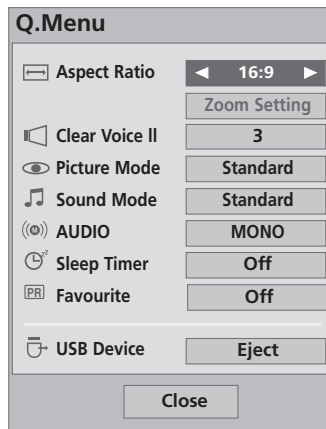 Q.Menu
Aspect Ratio ◄ 16:9 ►
Zoom Setting
Clear Voice ll 3
Picture Mode Standard
Sound Mode Standard
AUDIO MONO
Sleep Timer Off
PR Favourite Off
USB Device Eject
Close